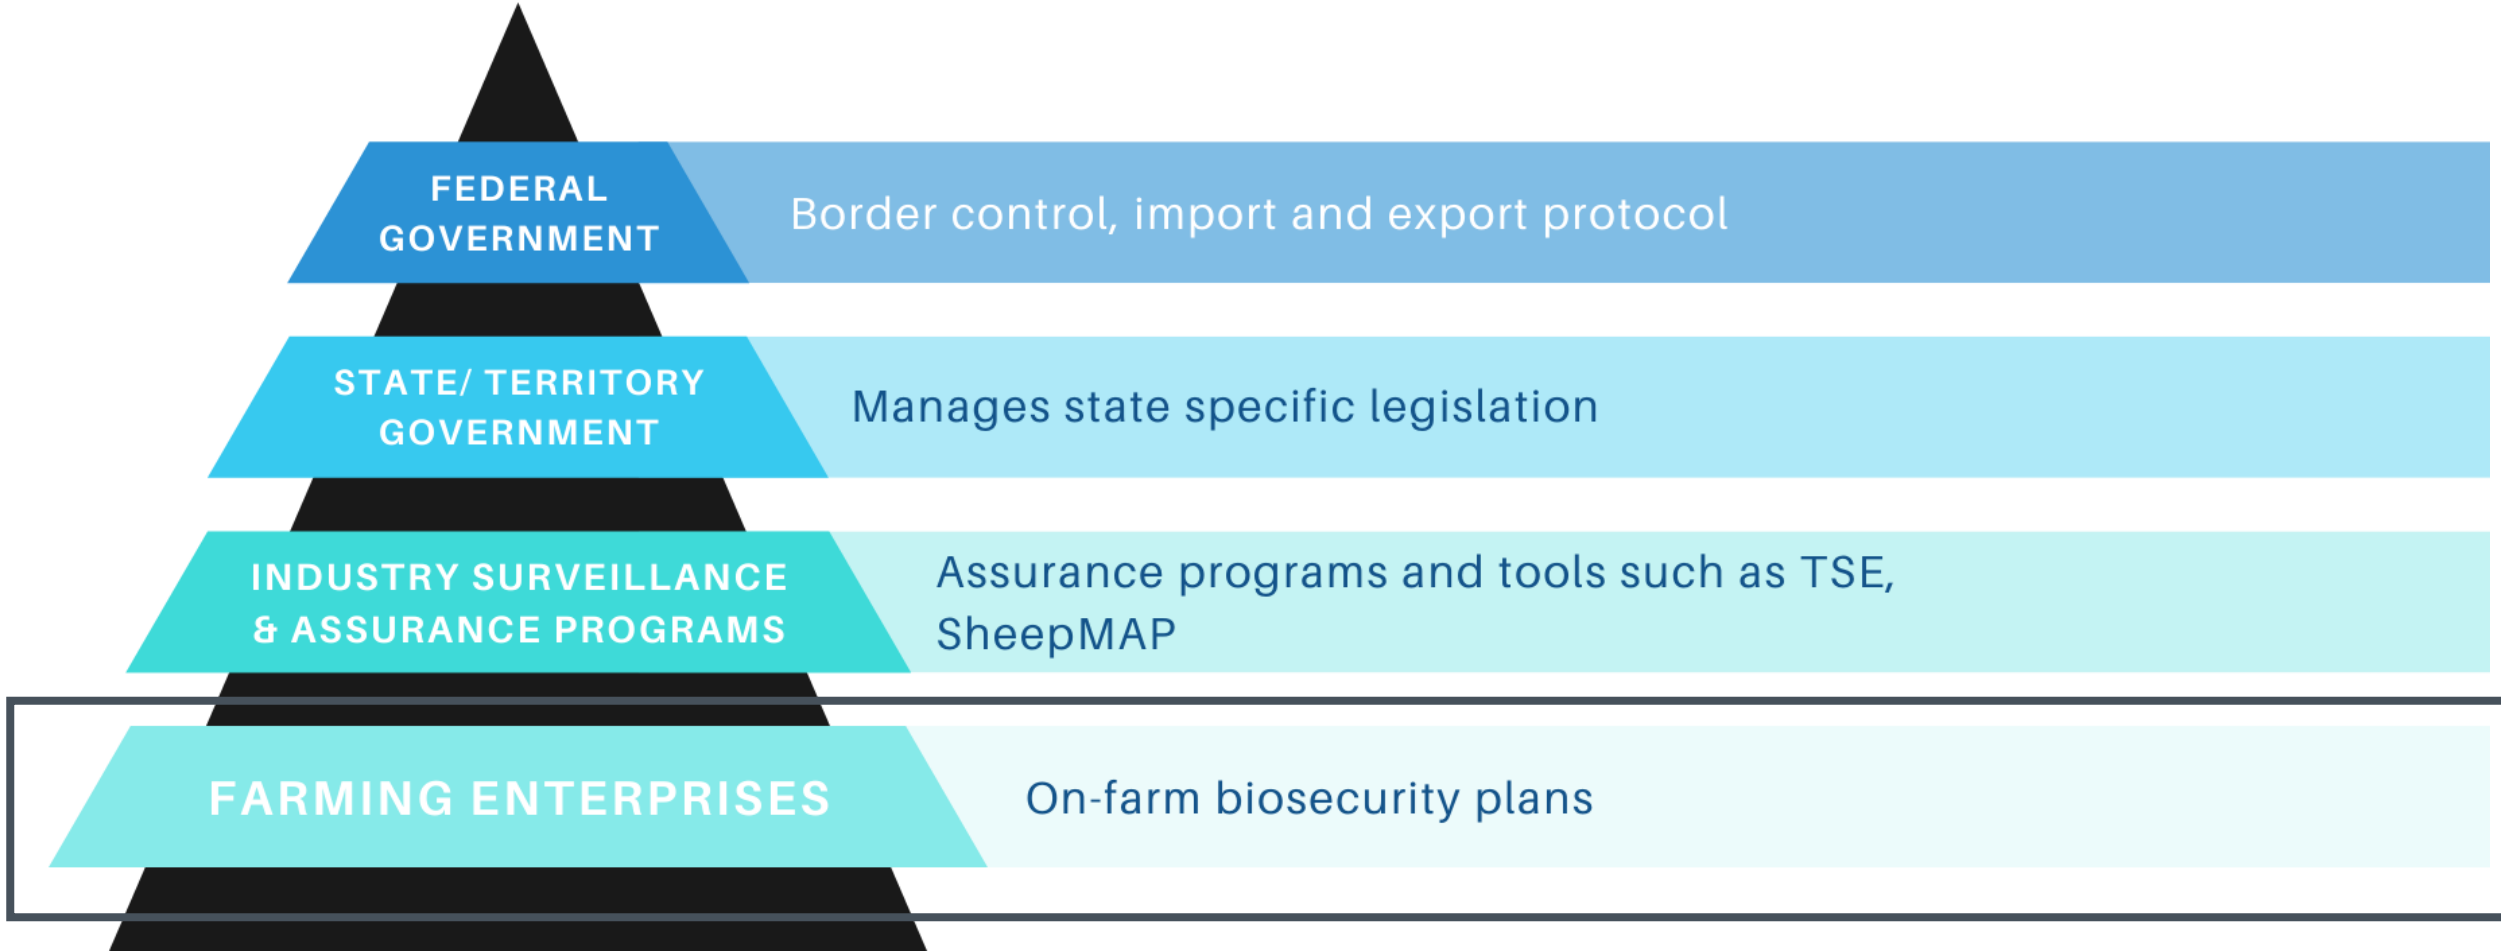 FEDERAL
GOVERNMENT
Border control, import and export protocol
STATE/ TERRITORY
GOVERNMENT
Manages state specific legislation
INDUSTRY SURVEILLANCE
& ASSURANCE PROGRAMS
Assurance programs and tools such as TSE,
SheepMAP
FARMING ENTERPRISES
On-farm biosecurity plans